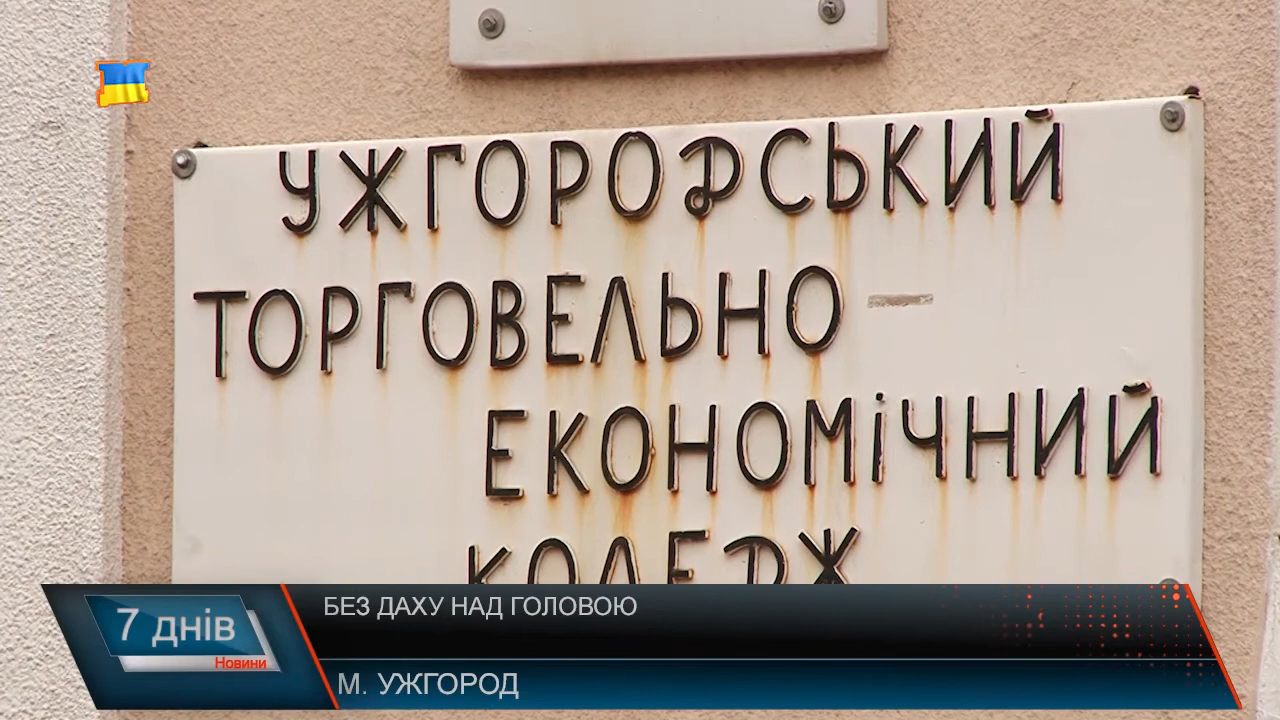 УЖГОРОДСЬКИЙ
ТОРГОВЕЛЬНО –
ЕКОНОМІЧНИЙ
КОЛЕДЖ
7 днів
Новини
БЕЗ ДАХУ НАД ГОЛОВОЮ
М. УЖГОРОД